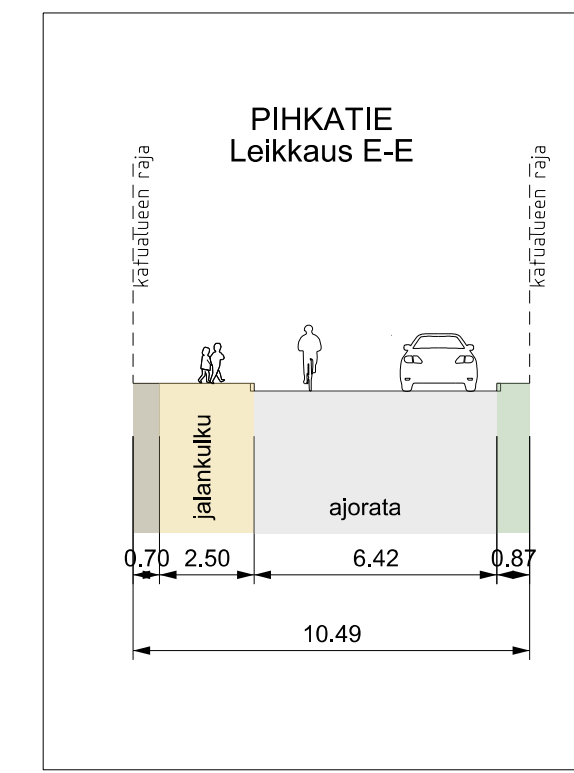 PIHKATIE
Leikkaus E-E
katualueen raja
katualueen raja
jalankulku
ajorata
0.70 2.50 6.42 0.87
10.49